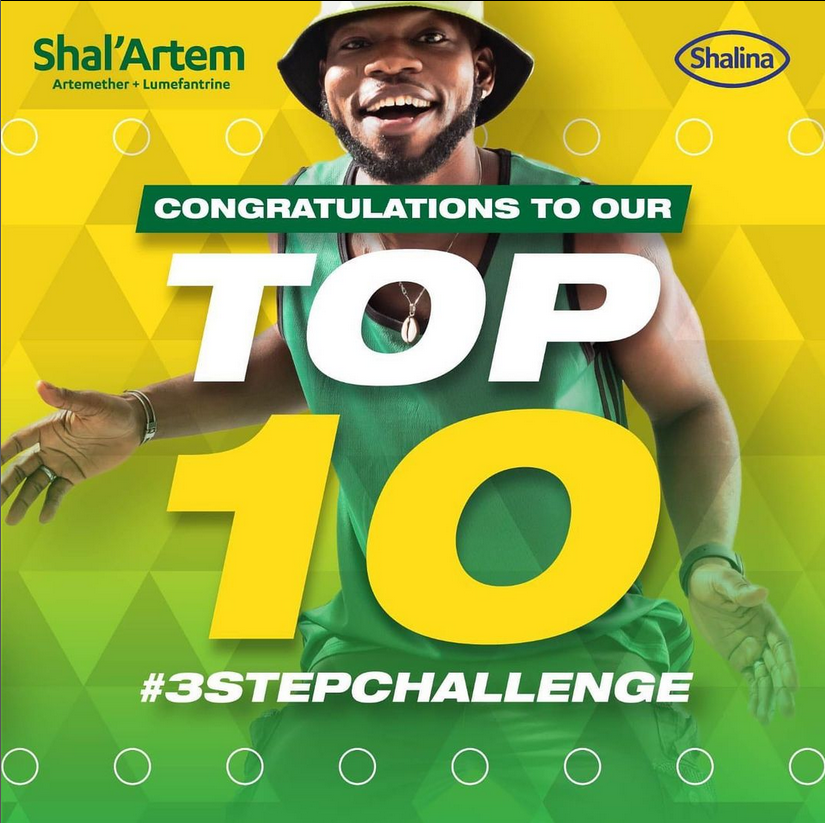 Shal'Artem
Artemether + Lumefantrine
Shalina
CONGRATULATIONS TO OUR
TOP
10
#3STEPCHALLENGE